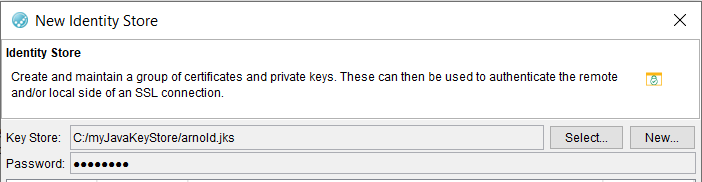 New Identity Store
Identity Store
Create and maintain a group of certificates and private keys. These can then be used to authenticate the remote
and/or local side of an SSL connection.
Key Store: C:/myJavaKeyStore/arnold.jks Select... New...
Password: ●●●●●●●●